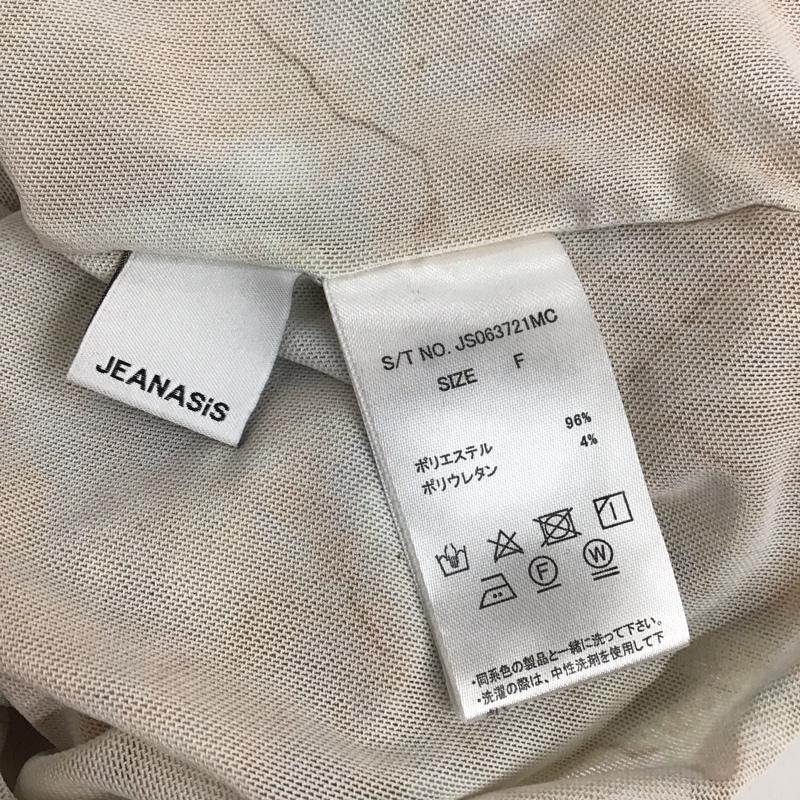 JEANASiS
S/T NO. JS063721MC
SIZE F
96%
ポリエステル 4%
ポリウレタン
F W
・同系色の製品と一緒に洗って下さい。
・洗濯の際は、中性洗剤を使用して下